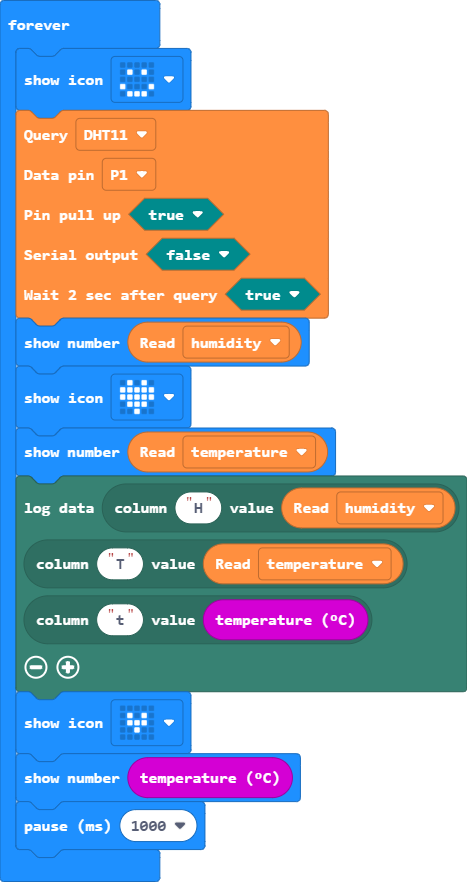 forever
show icon
Query DHT11
Data pin P1
Pin pull up true
Serial output false
Wait 2 sec after query true
show number Read humidity
show icon
show number Read temperature
log data column "H" value Read humidity
column "T" value Read temperature
column "t" value temperature (ºC)
show icon
show number temperature (ºC)
pause (ms) 1000